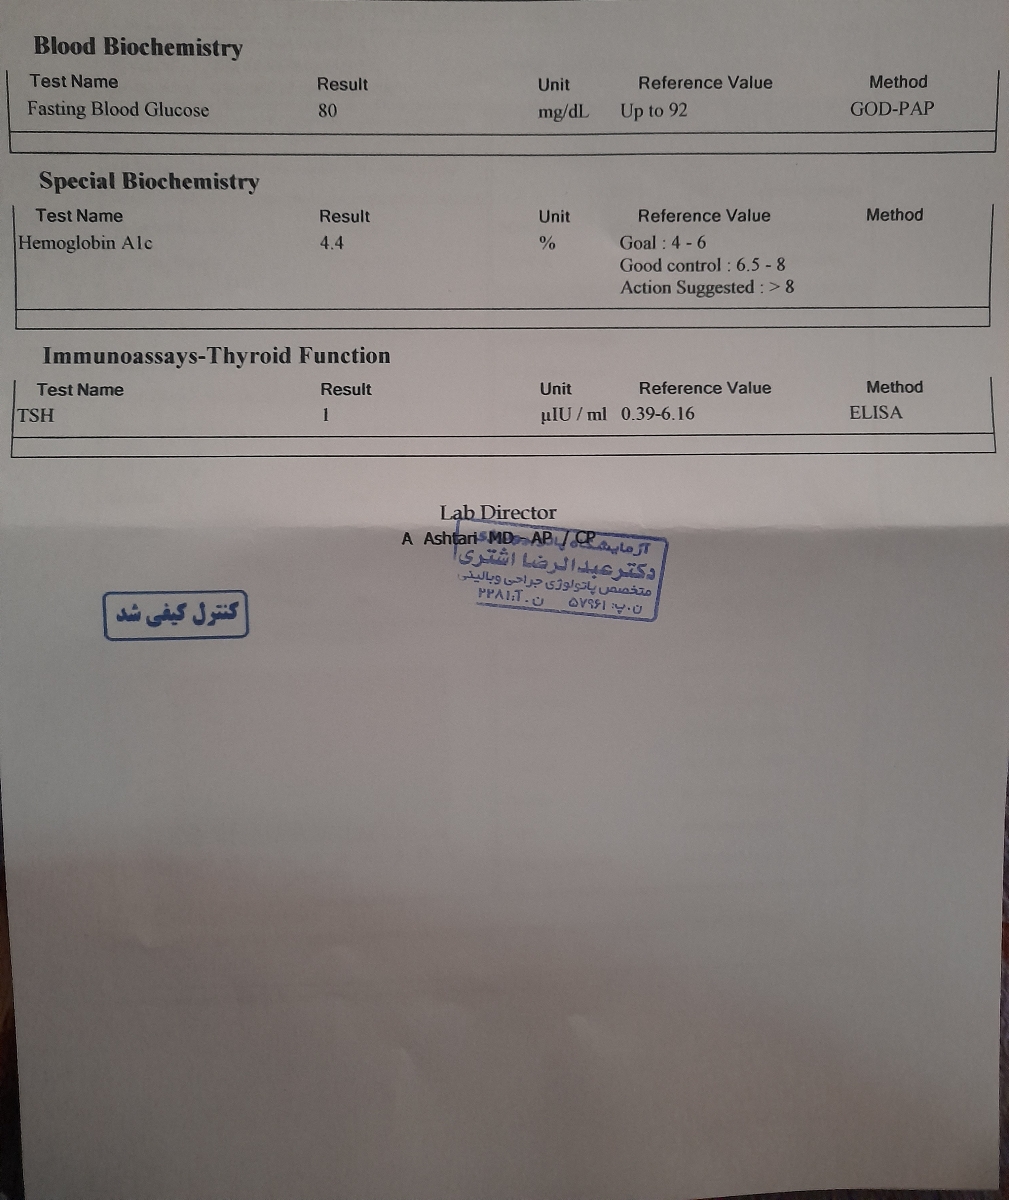 Blood Biochemistry
Test Name Result Unit Reference Value Method
Fasting Blood Glucose 80 mg/dL Up to 92 GOD-PAP
Special Biochemistry
Test Name Result Unit Reference Value Method
Hemoglobin A1c 4.4 % Goal : 4 - 6
Good control : 6.5 - 8
Action Suggested : > 8
Immunoassays-Thyroid Function
Test Name Result Unit Reference Value Method
TSH 1 µIU / ml 0.39-6.16 ELISA
Lab Director
A Ashtari MD- AP / CP
آزمایشگاه
دکتر عبدالرضا اشتری
متخصص پاتولوژی جراحی و بالینی
ن.پ: ۵۷۹۶۱ ن.آ: ۲۲۸۱
کنترل کیفی شد